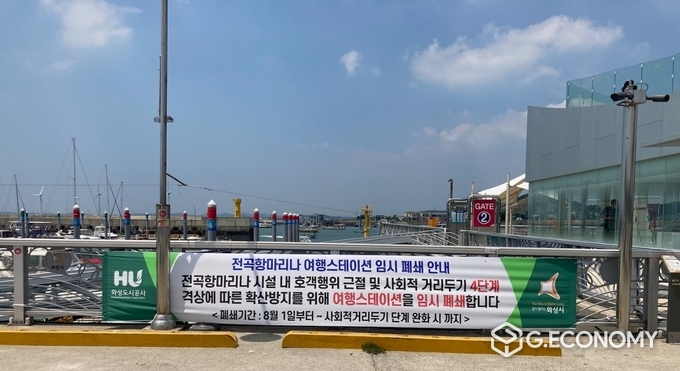 GATE
2
HU
화성도시공사
전곡항마리나 여행스테이션 임시 폐쇄 안내
전곡항마리나 시설 내 호객행위 근절 및 사회적 거리두기 4단계
격상에 따른 확산방지를 위해 여행스테이션을 임시 폐쇄합니다
< 폐쇄기간 : 8월 1일부터 ~ 사회적거리두기 단계 완화 시 까지 >
화성시
G.ECONOMY